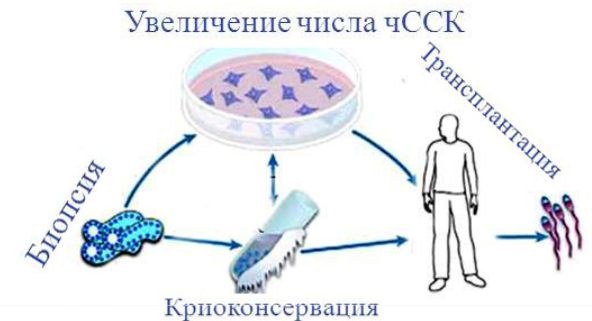 Увеличение числа чССК
Трансплантация
Биопсия
Криоконсервация